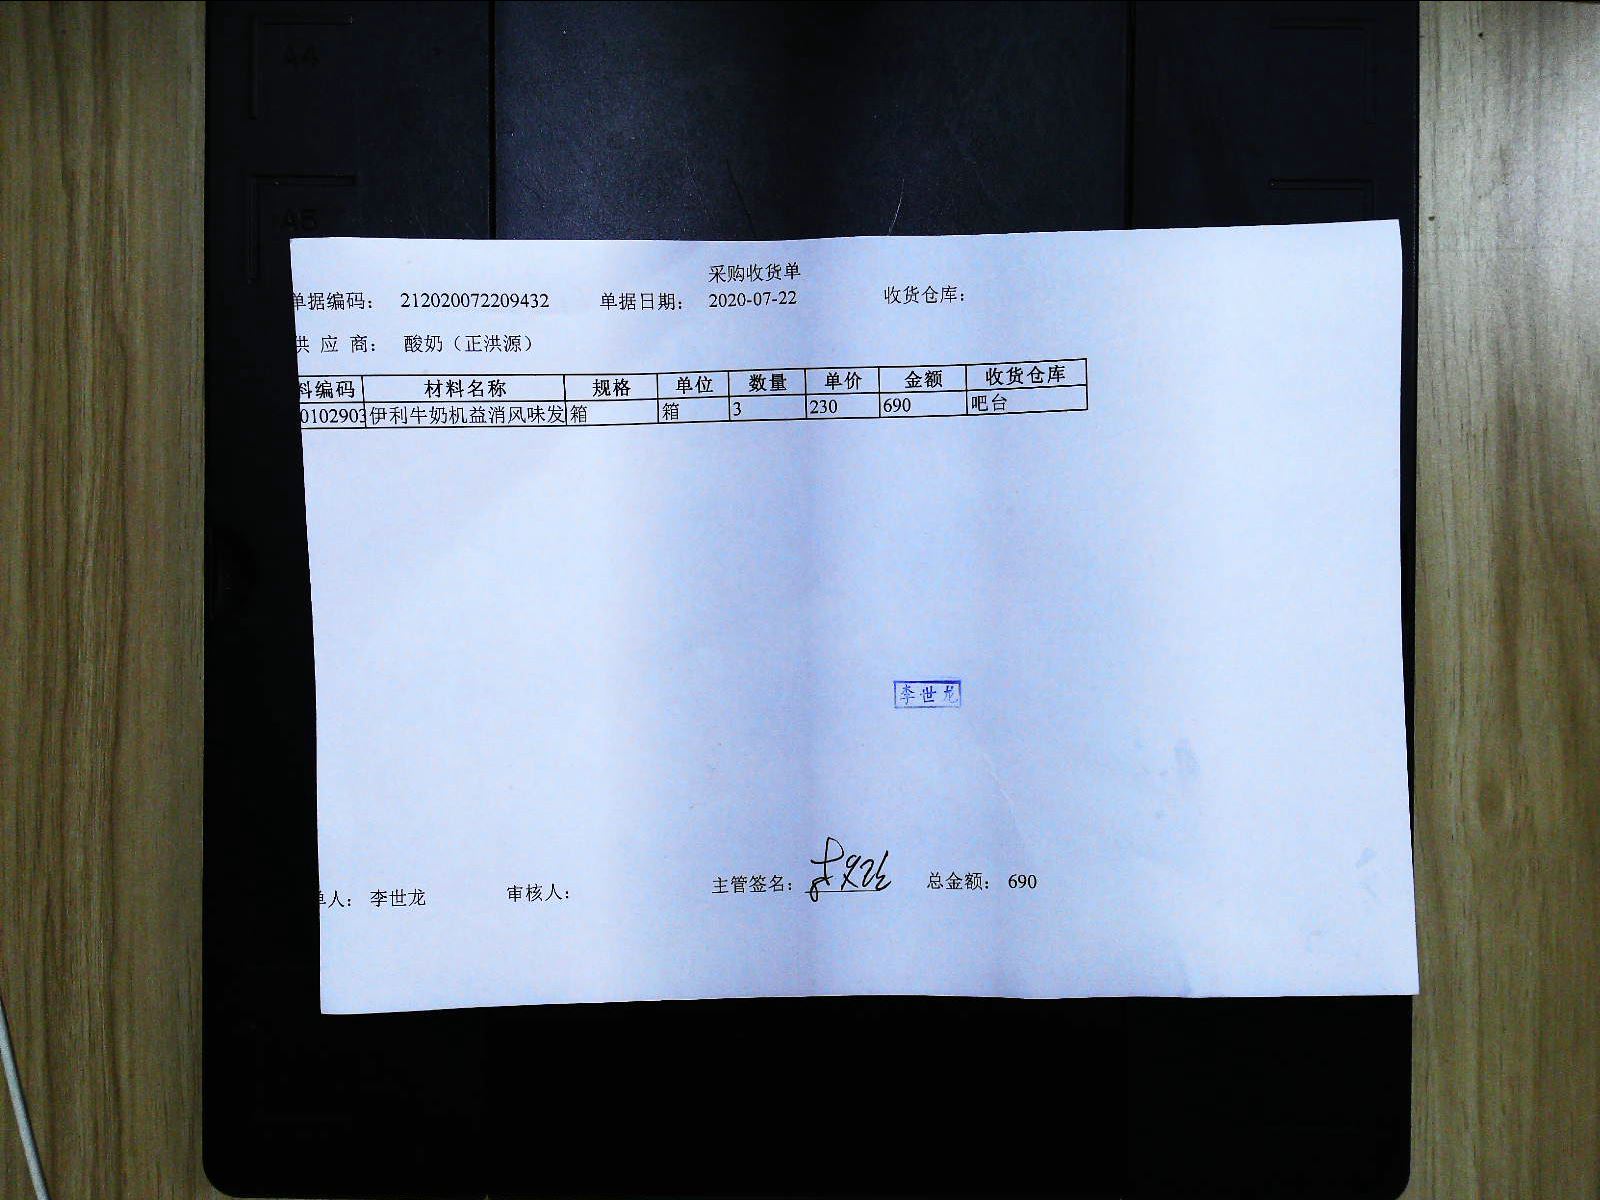 A4
A5
采购收货单
单据编码： 212020072209432 单据日期： 2020-07-22 收货仓库：
供 应 商： 酸奶（正洪源）
料编码 材料名称 规格 单位 数量 单价 金额 收货仓库
0102903 伊利牛奶机益消风味发 箱 箱 3 230 690 吧台
李世龙
单人： 李世龙 审核人： 主管签名： 总金额： 690